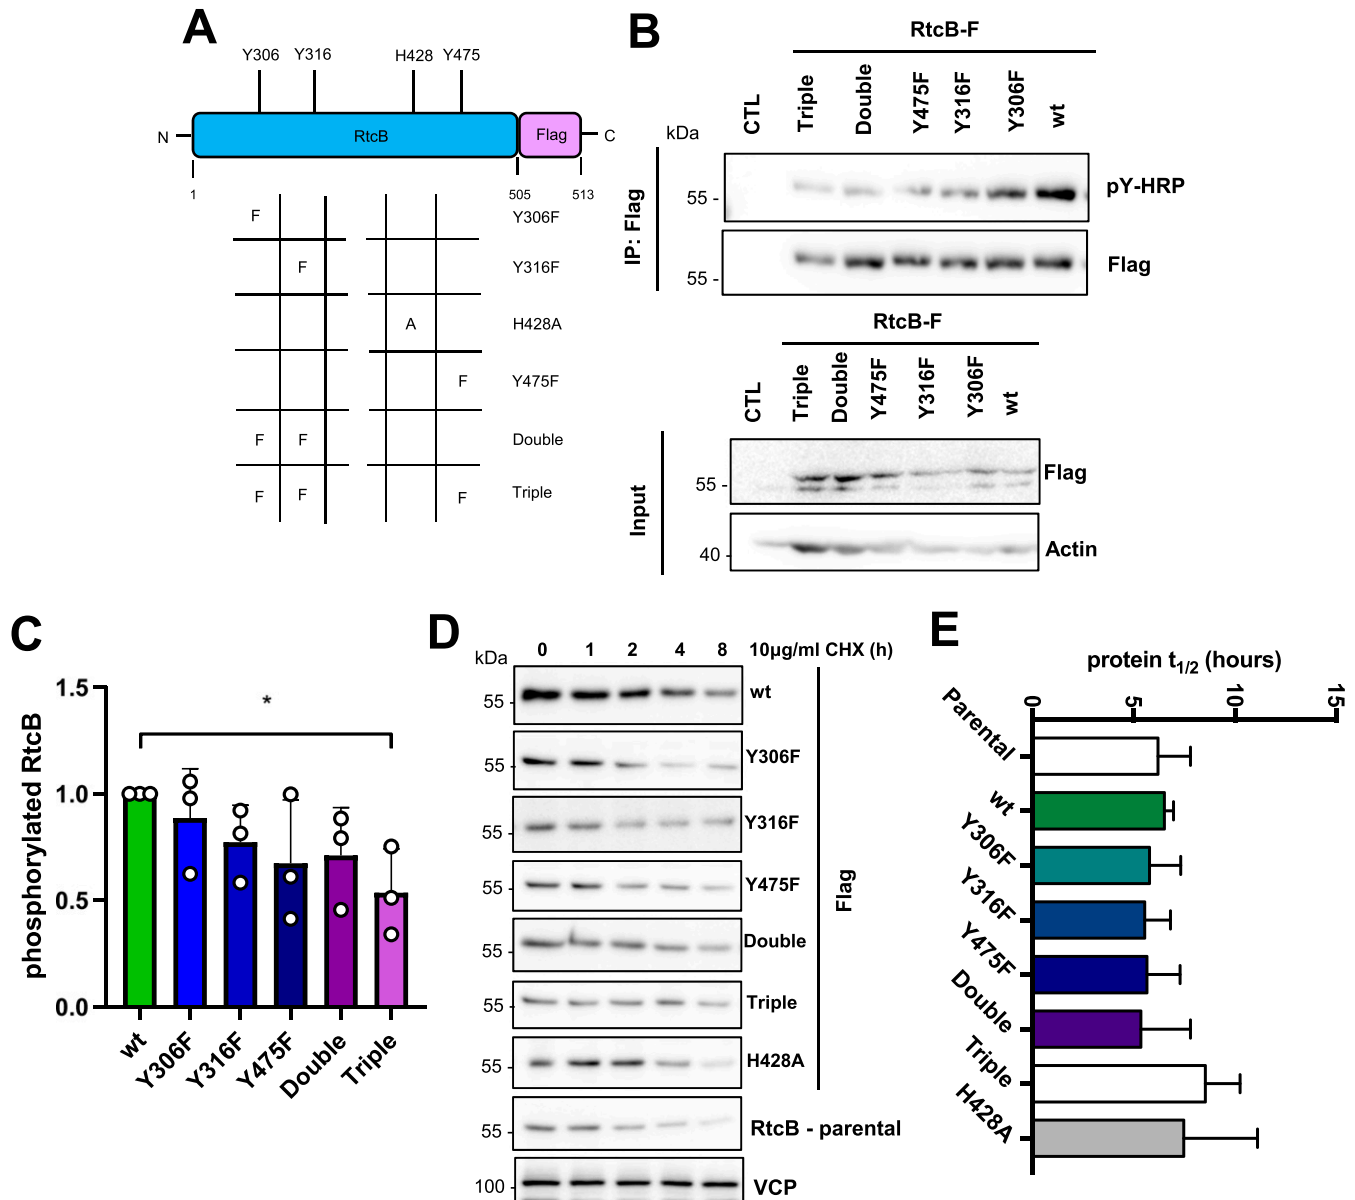 A
Y306 Y316 H428 Y475
N RtcB Flag C
1 505 513
F Y306F
F Y316F
A H428A
F Y475F
F F Double
F F F Triple
B
RtcB-F
CTL Triple Double Y475F Y316F Y306F wt
kDa
IP: Flag
55 - pY-HRP
55 - Flag
RtcB-F
CTL Triple Double Y475F Y316F Y306F wt
Input
55 - Flag
40 - Actin
C
phosphorylated RtcB
1.5
1.0
0.5
0.0
*
wt Y306F Y316F Y475F Double Triple
D
kDa 0 1 2 4 8 10µg/ml CHX (h)
55 - wt
55 - Y306F
55 - Y316F
55 - Y475F
55 - Double
55 - Triple
55 - H428A
Flag
55 - RtcB - parental
100 - VCP
E
protein t1/2 (hours)
0 5 10 15
Parental
wt
Y306F
Y316F
Y475F
Double
Triple
H428A